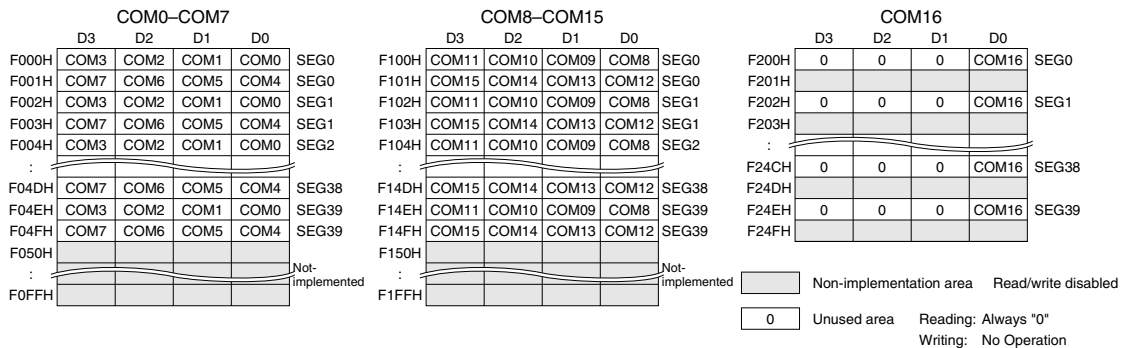 COM0–COM7
D3 D2 D1 D0
F000H COM3 COM2 COM1 COM0 SEG0
F001H COM7 COM6 COM5 COM4 SEG0
F002H COM3 COM2 COM1 COM0 SEG1
F003H COM7 COM6 COM5 COM4 SEG1
F004H COM3 COM2 COM1 COM0 SEG2
:
F04DH COM7 COM6 COM5 COM4 SEG38
F04EH COM3 COM2 COM1 COM0 SEG39
F04FH COM7 COM6 COM5 COM4 SEG39
F050H
:
Not-
implemented
F0FFH
COM8–COM15
D3 D2 D1 D0
F100H COM11 COM10 COM09 COM8 SEG0
F101H COM15 COM14 COM13 COM12 SEG0
F102H COM11 COM10 COM09 COM8 SEG1
F103H COM15 COM14 COM13 COM12 SEG1
F104H COM11 COM10 COM09 COM8 SEG2
:
F14DH COM15 COM14 COM13 COM12 SEG38
F14EH COM11 COM10 COM09 COM8 SEG39
F14FH COM15 COM14 COM13 COM12 SEG39
F150H
:
Not-
implemented
F1FFH
COM16
D3 D2 D1 D0
F200H 0 0 0 COM16 SEG0
F201H
F202H 0 0 0 COM16 SEG1
F203H
:
F24CH 0 0 0 COM16 SEG38
F24DH
F24EH 0 0 0 COM16 SEG39
F24FH
Non-implementation area Read/write disabled
0 Unused area Reading: Always "0"
Writing: No Operation